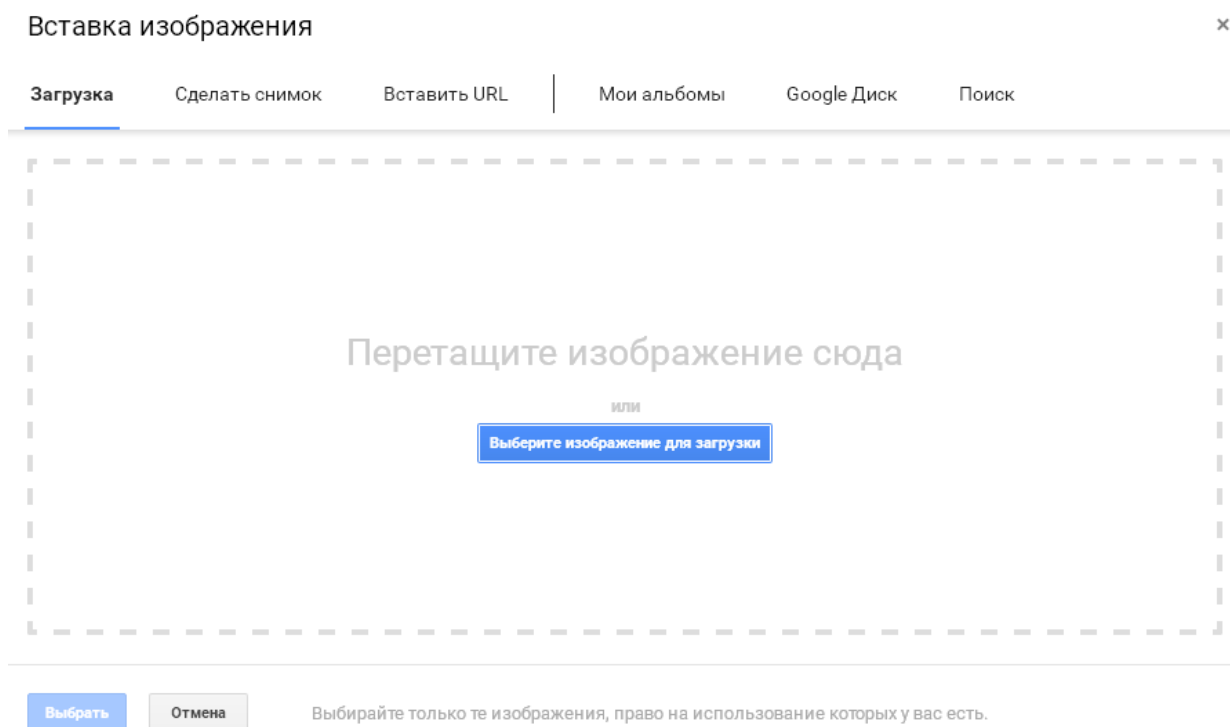 Вставка изображения
Загрузка Сделать снимок Вставить URL Мои альбомы Google Диск Поиск
Перетащите изображение сюда
или
Выберите изображение для загрузки
Выбрать Отмена Выбирайте только те изображения, право на использование которых у вас есть.